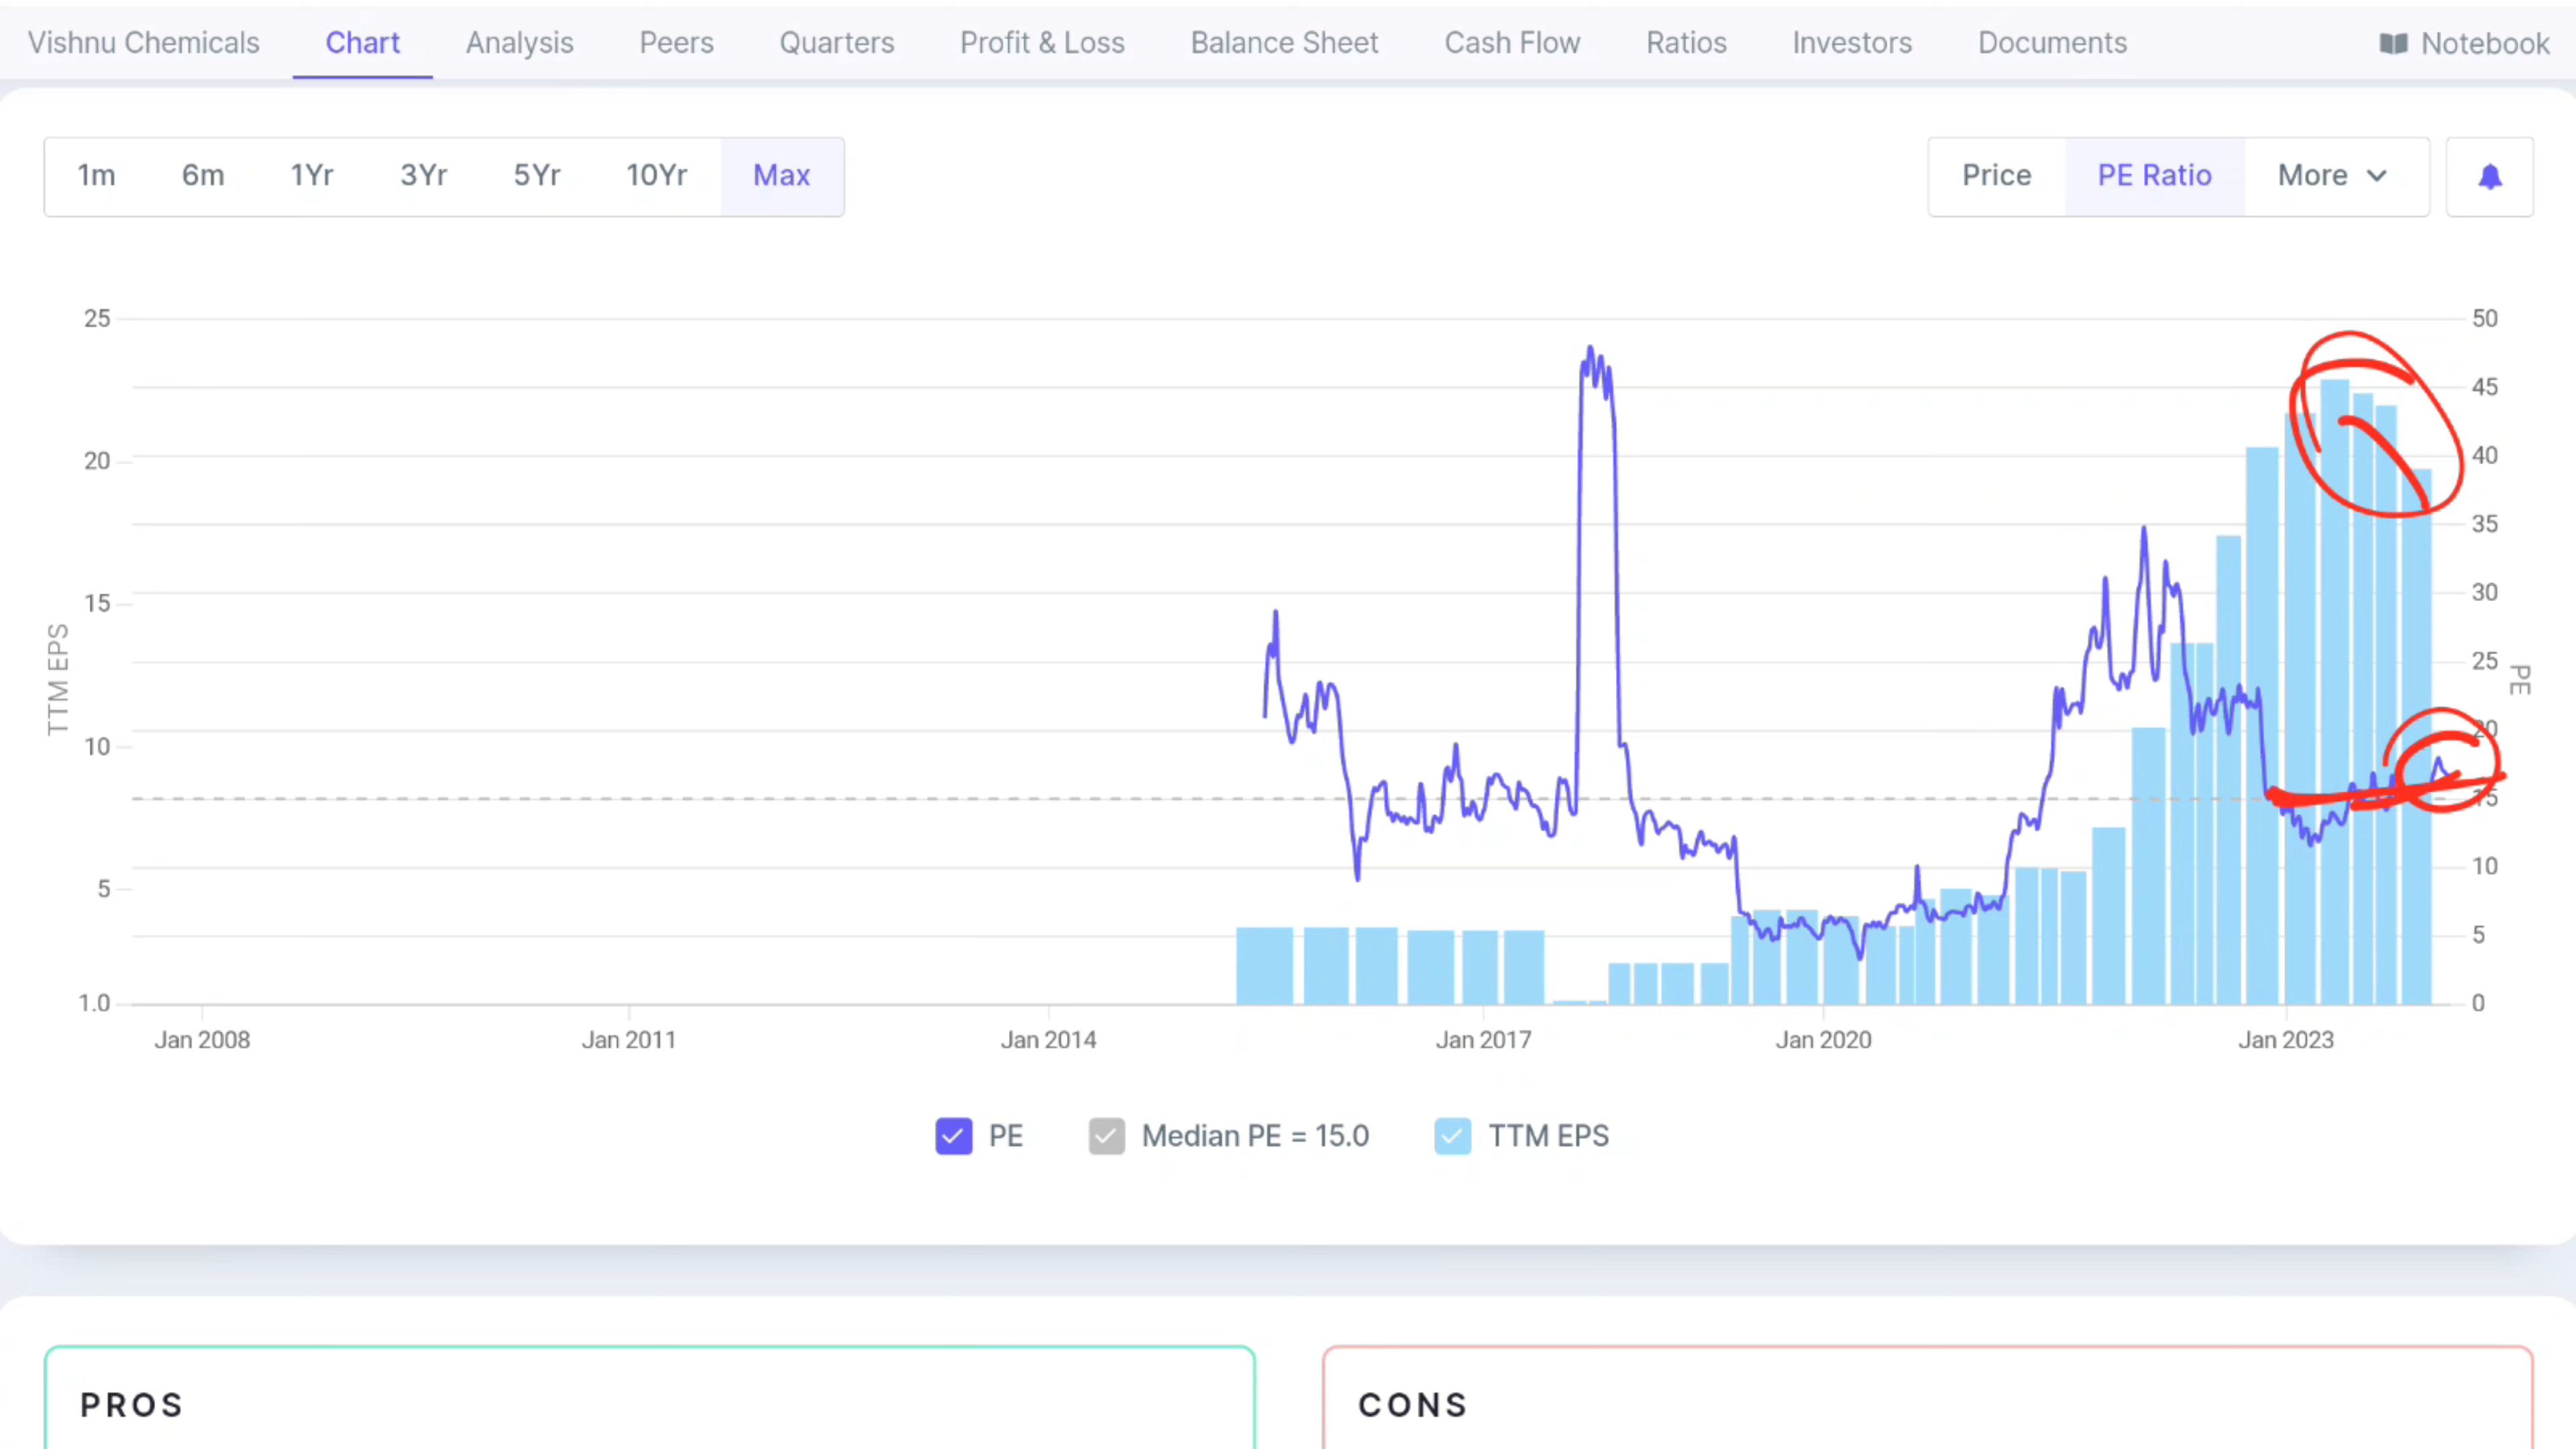 Vishnu Chemicals Chart Analysis Peers Quarters Profit & Loss Balance Sheet Cash Flow Ratios Investors Documents Notebook
1m 6m 1Yr 3Yr 5Yr 10Yr Max Price PE Ratio More
25 50
45
20 40
35
15 30
25
TTM EPS
PE
10 20
15
10
5
5
1.0 0
Jan 2008 Jan 2011 Jan 2014 Jan 2017 Jan 2020 Jan 2023
PE Median PE = 15.0 TTM EPS
PROS CONS